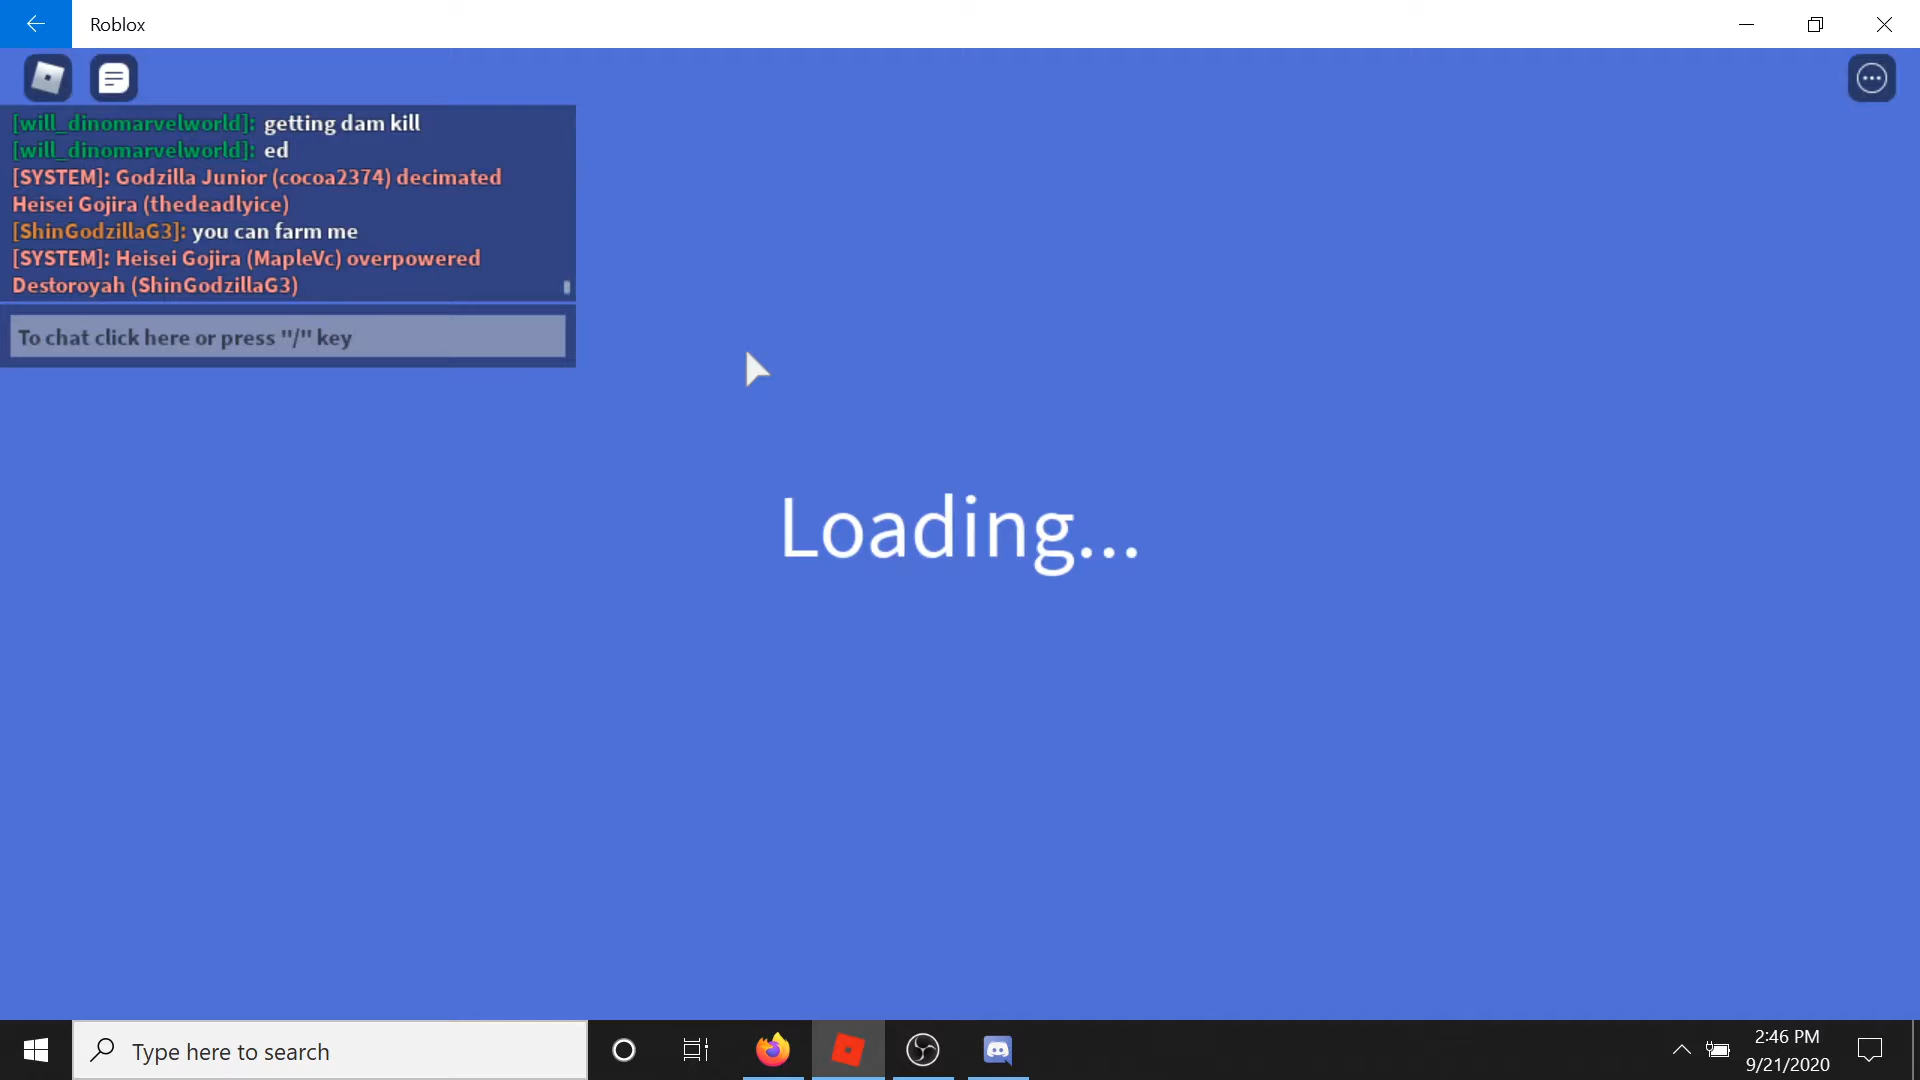 Roblox
[will_dinomarvelworld]: getting dam kill
[will_dinomarvelworld]: ed
[SYSTEM]: Godzilla Junior (cocoa2374) decimated
Heisei Gojira (thedeadlyice)
[ShinGodzillaG3]: you can farm me
[SYSTEM]: Heisei Gojira (MapleVc) overpowered
Destoroyah (ShinGodzillaG3)
To chat click here or press "/" key
Loading...
Type here to search
2:46 PM
9/21/2020